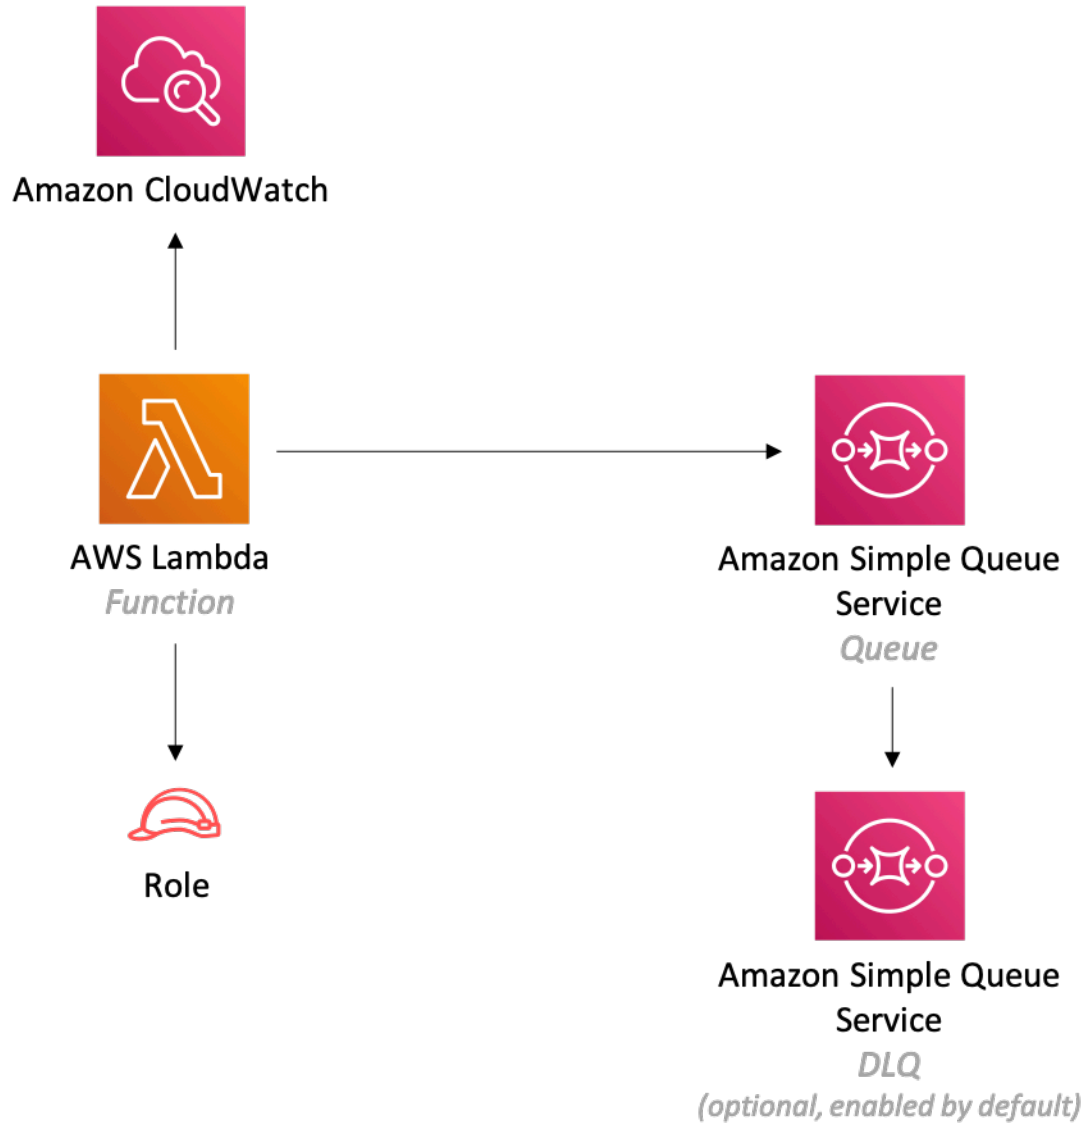 Amazon CloudWatch
AWS Lambda
Function
Amazon Simple Queue
Service
Queue
Role
Amazon Simple Queue
Service
DLQ
(optional, enabled by default)